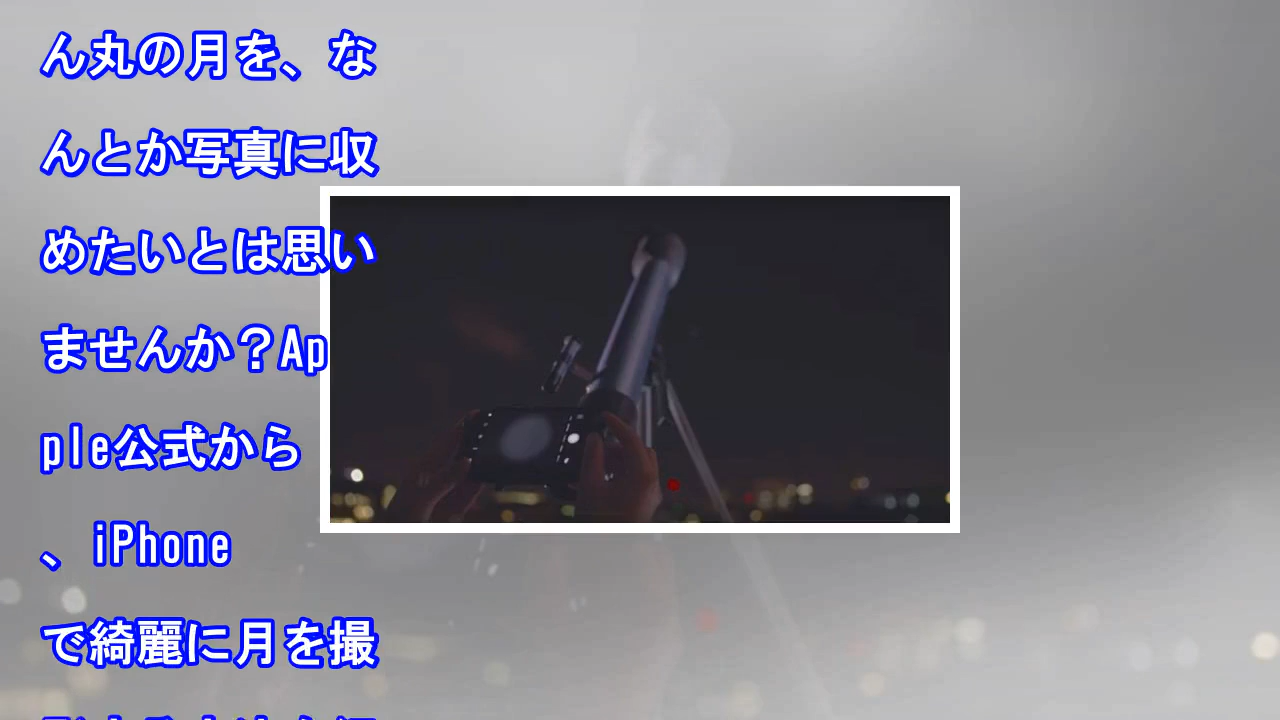 ん丸の月を、な
んとか写真に収
めたいとは思い
ませんか？Ap
ple公式から
、iPhone
で綺麗に月を撮